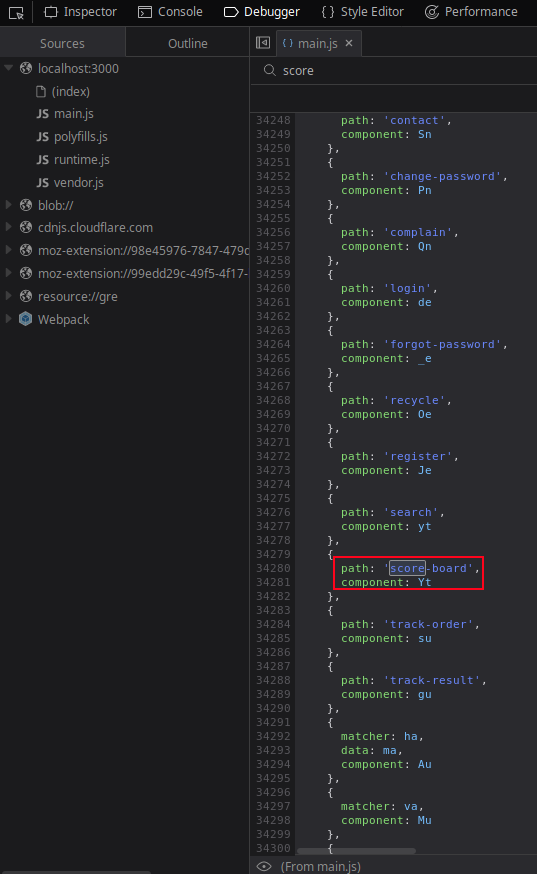 Inspector Console Debugger Style Editor Performance
Sources Outline
localhost:3000
(index)
JS main.js
JS polyfills.js
JS runtime.js
JS vendor.js
blob://
cdnjs.cloudflare.com
moz-extension://98e45976-7847-479c
moz-extension://99edd29c-49f5-4f17-
resource://gre
Webpack
{} main.js ×
score
34248 path: 'contact',
34249 component: Sn
34250 },
34251 {
34252 path: 'change-password',
34253 component: Pn
34254 },
34255 {
34256 path: 'complain',
34257 component: Qn
34258 },
34259 {
34260 path: 'login',
34261 component: de
34262 },
34263 {
34264 path: 'forgot-password',
34265 component: _e
34266 },
34267 {
34268 path: 'recycle',
34269 component: Oe
34270 },
34271 {
34272 path: 'register',
34273 component: Je
34274 },
34275 {
34276 path: 'search',
34277 component: yt
34278 },
34279 {
34280 path: 'score-board',
34281 component: Yt
34282 },
34283 {
34284 path: 'track-order',
34285 component: su
34286 },
34287 {
34288 path: 'track-result',
34289 component: gu
34290 },
34291 {
34292 matcher: ha,
34293 data: ma,
34294 component: Au
34295 },
34296 {
34297 matcher: va,
34298 component: Mu
34299 },
34300 {
(From main.js)